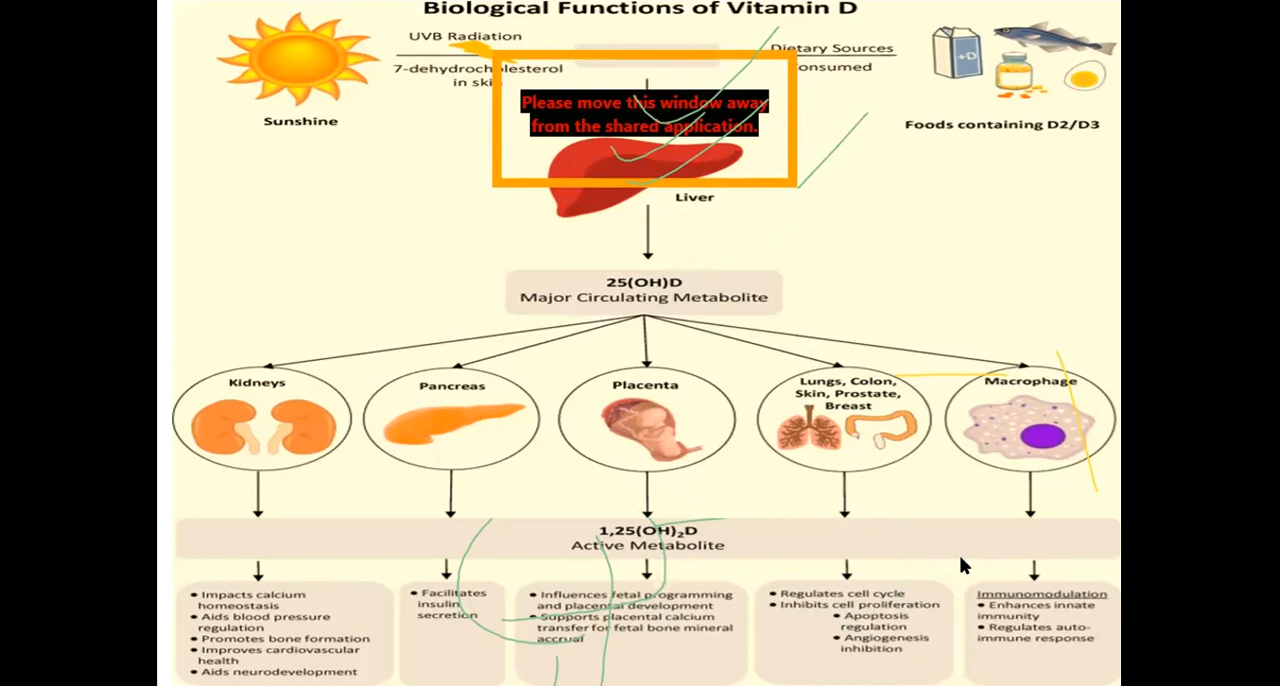 Biological Functions of Vitamin D
UVB Radiation
7-dehydrocholesterol
in skin
Sunshine
Please move this window away
from the shared application.
Dietary Sources
Consumed
+D
Foods containing D2/D3
Liver
25(OH)D
Major Circulating Metabolite
Kidneys
Pancreas
Placenta
Lungs, Colon,
Skin, Prostate,
Breast
Macrophage
1,25(OH)₂D
Active Metabolite
• Impacts calcium
homeostasis
• Aids blood pressure
regulation
• Promotes bone formation
• Improves cardiovascular
health
• Aids neurodevelopment
• Facilitates
insulin
secretion
• Influences fetal programming
and placental development
• Supports placental calcium
transfer for fetal bone mineral
accrual
• Regulates cell cycle
• Inhibits cell proliferation
• Apoptosis
regulation
• Angiogenesis
inhibition
Immunomodulation
• Enhances innate
immunity
• Regulates auto-
immune response